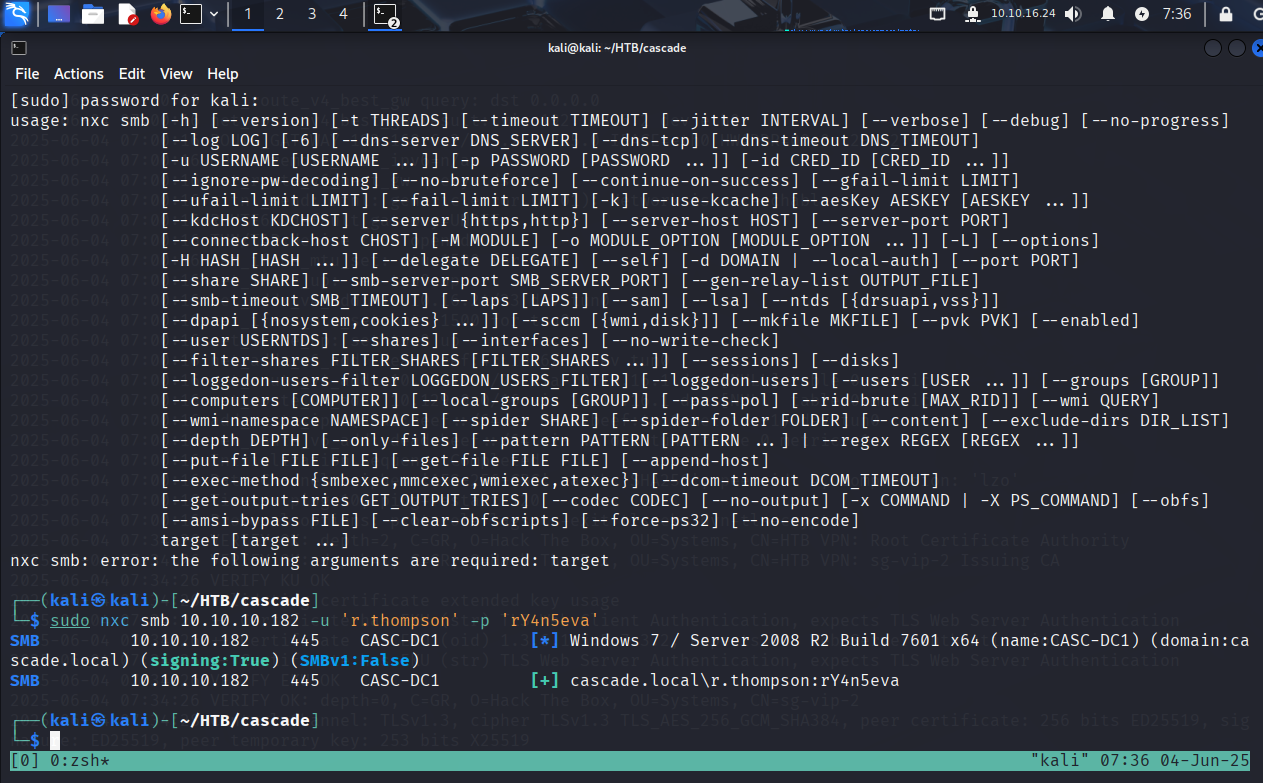 1 2 3 4 2 10.10.16.24 7:36
kali@kali: ~/HTB/cascade
File Actions Edit View Help
[sudo] password for kali:
usage: nxc smb [-h] [--version] [-t THREADS] [--timeout TIMEOUT] [--jitter INTERVAL] [--verbose] [--debug] [--no-progress]
[--log LOG] [-6] [--dns-server DNS_SERVER] [--dns-tcp] [--dns-timeout DNS_TIMEOUT]
[-u USERNAME [USERNAME ...]] [-p PASSWORD [PASSWORD ...]] [-id CRED_ID [CRED_ID ...]]
[--ignore-pw-decoding] [--no-bruteforce] [--continue-on-success] [--gfail-limit LIMIT]
[--ufail-limit LIMIT] [--fail-limit LIMIT] [-k] [--use-kcache] [--aesKey AESKEY [AESKEY ...]]
[--kdcHost KDCHOST] [--server {https,http}] [--server-host HOST] [--server-port PORT]
[--connectback-host CHOST] [-M MODULE] [-o MODULE_OPTION [MODULE_OPTION ...]] [-L] [--options]
[-H HASH [HASH ...]] [--delegate DELEGATE] [--self] [-d DOMAIN | --local-auth] [--port PORT]
[--share SHARE] [--smb-server-port SMB_SERVER_PORT] [--gen-relay-list OUTPUT_FILE]
[--smb-timeout SMB_TIMEOUT] [--laps [LAPS]] [--sam] [--lsa] [--ntds [{drsuapi,vss}]]
[--dpapi [{nosystem,cookies} ...]] [--sccm [{wmi,disk}]] [--mkfile MKFILE] [--pvk PVK] [--enabled]
[--user USERNTDS] [--shares] [--interfaces] [--no-write-check]
[--filter-shares FILTER_SHARES [FILTER_SHARES ...]] [--sessions] [--disks]
[--loggedon-users-filter LOGGEDON_USERS_FILTER] [--loggedon-users] [--users [USER ...]] [--groups [GROUP]]
[--computers [COMPUTER]] [--local-groups [GROUP]] [--pass-pol] [--rid-brute [MAX_RID]] [--wmi QUERY]
[--wmi-namespace NAMESPACE] [--spider SHARE] [--spider-folder FOLDER] [--content] [--exclude-dirs DIR_LIST]
[--depth DEPTH] [--only-files] [--pattern PATTERN [PATTERN ...] | --regex REGEX [REGEX ...]]
[--put-file FILE FILE] [--get-file FILE FILE] [--append-host]
[--exec-method {smbexec,mmcexec,wmiexec,atexec}] [--dcom-timeout DCOM_TIMEOUT]
[--get-output-tries GET_OUTPUT_TRIES] [--codec CODEC] [--no-output] [-x COMMAND | -X PS_COMMAND] [--obfs]
[--amsi-bypass FILE] [--clear-obfscripts] [--force-ps32] [--no-encode]
target [target ...]
nxc smb: error: the following arguments are required: target
┌──(kali㉿kali)-[~/HTB/cascade]
└─$ sudo nxc smb 10.10.10.182 -u 'r.thompson' -p 'rY4n5eva'
SMB 10.10.10.182 445 CASC-DC1 [*] Windows 7 / Server 2008 R2 Build 7601 x64 (name:CASC-DC1) (domain:ca
scade.local) (signing:True) (SMBv1:False)
SMB 10.10.10.182 445 CASC-DC1 [+] cascade.local\r.thompson:rY4n5eva
┌──(kali㉿kali)-[~/HTB/cascade]
└─$
[0] 0:zsh* "kali" 07:36 04-Jun-25